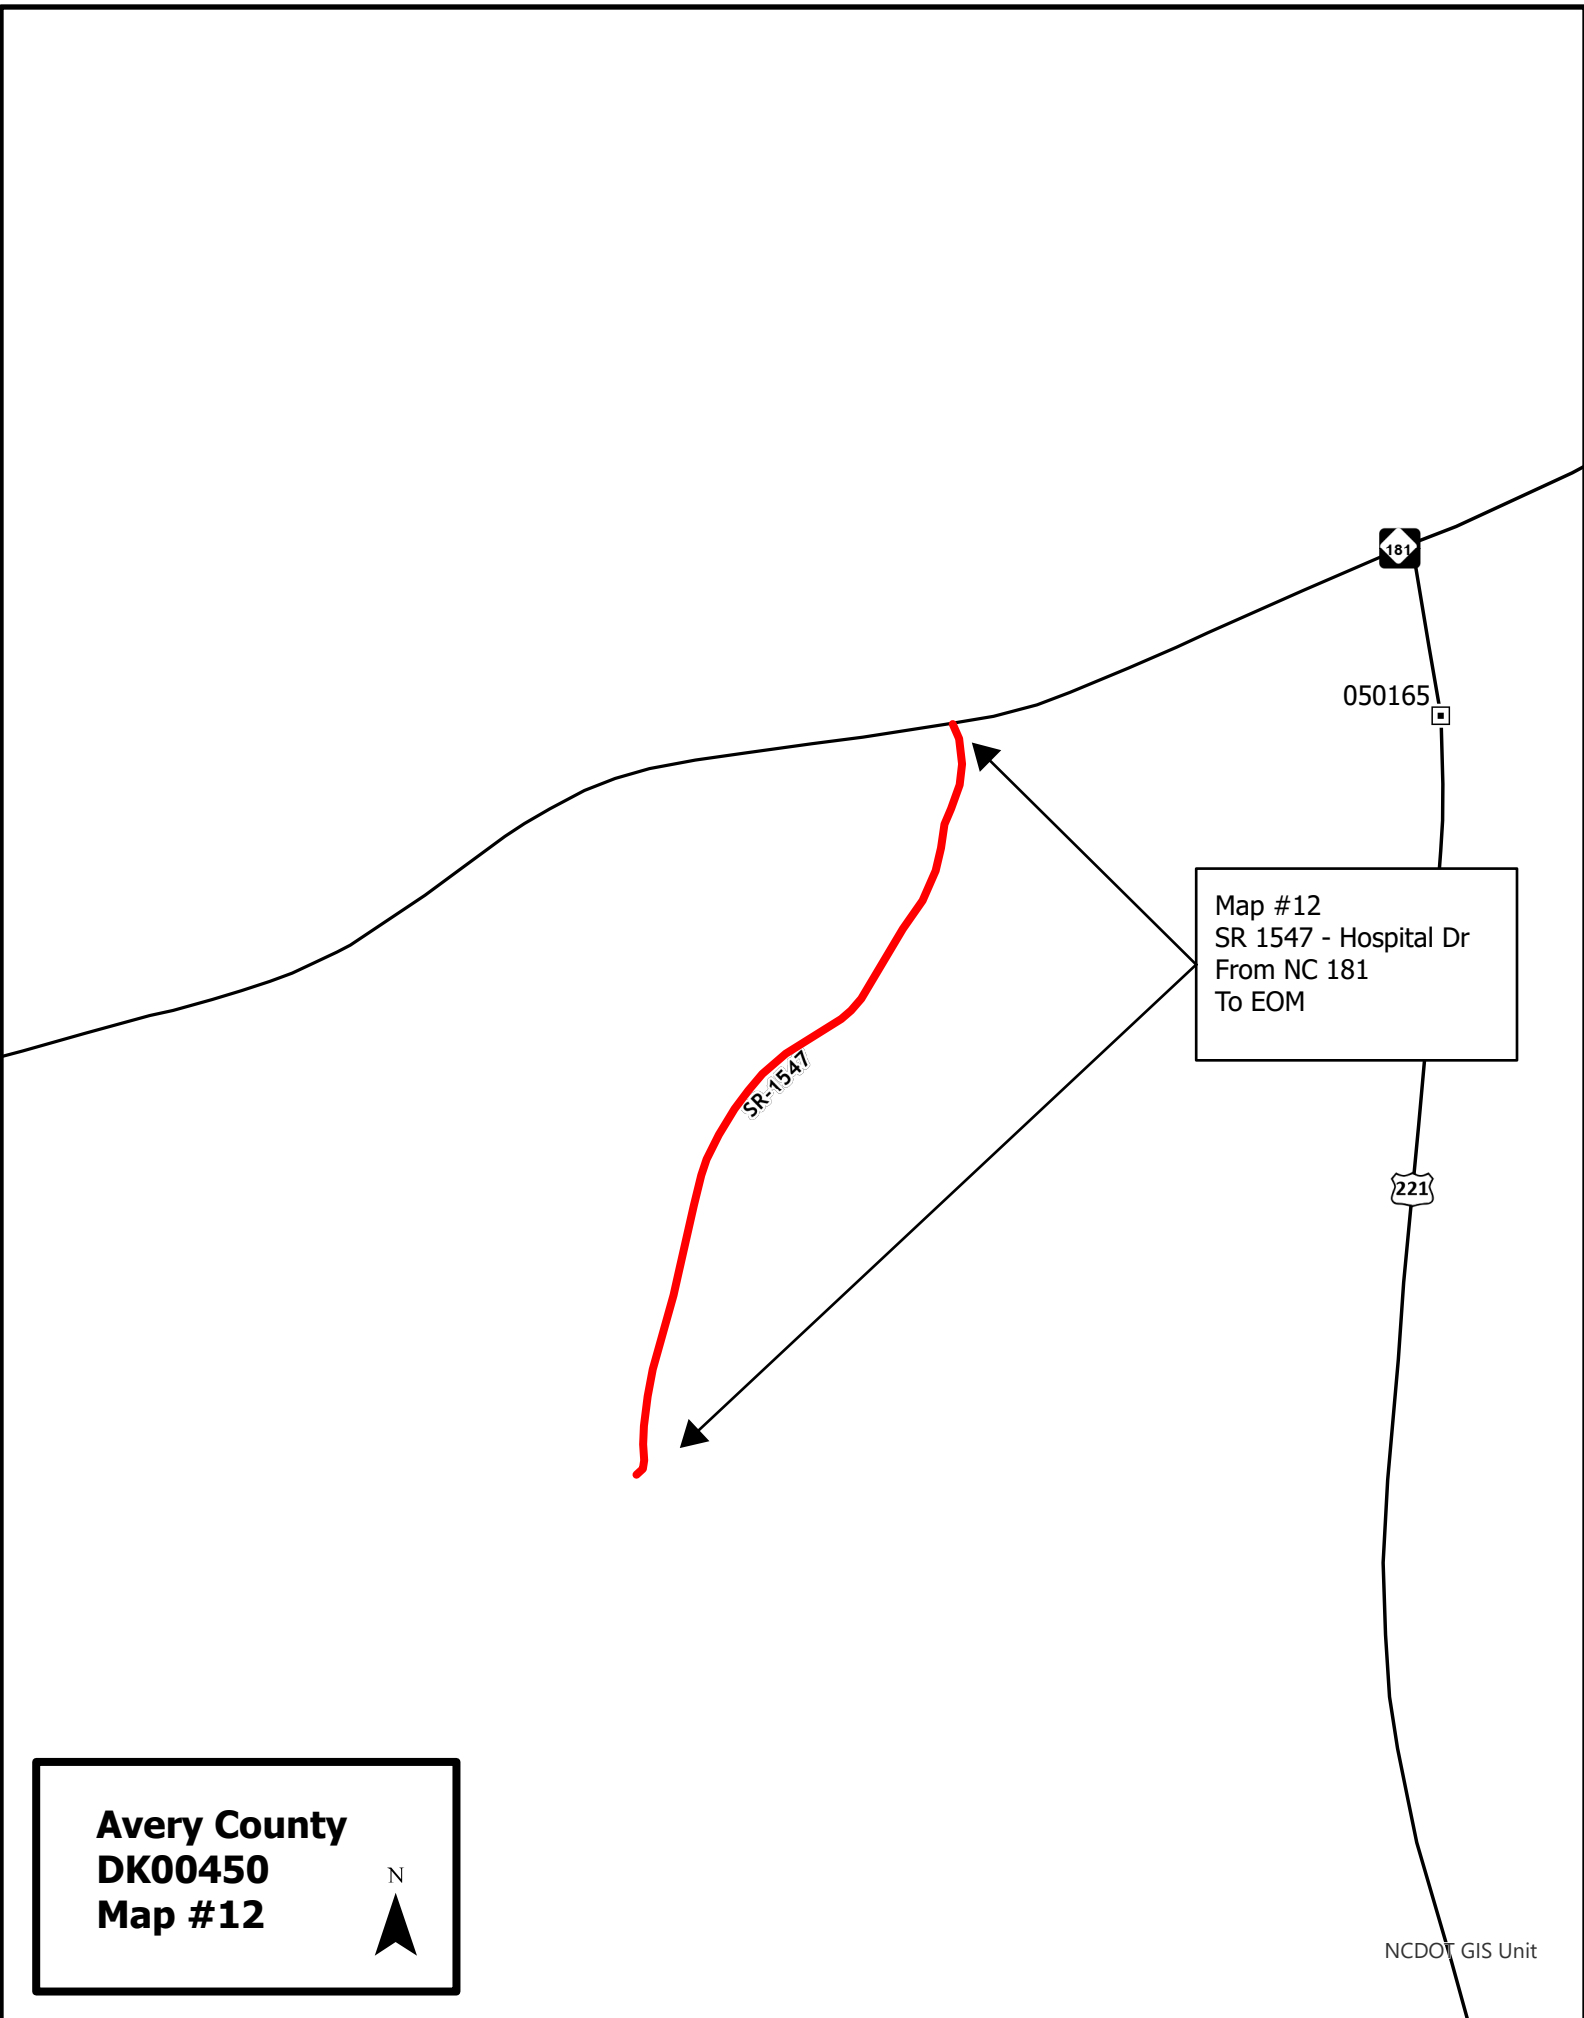 181
050165
Map #12
SR 1547 - Hospital Dr
From NC 181
To EOM
SR-1547
221
Avery County
DK00450
Map #12
N
NCDOT GIS Unit